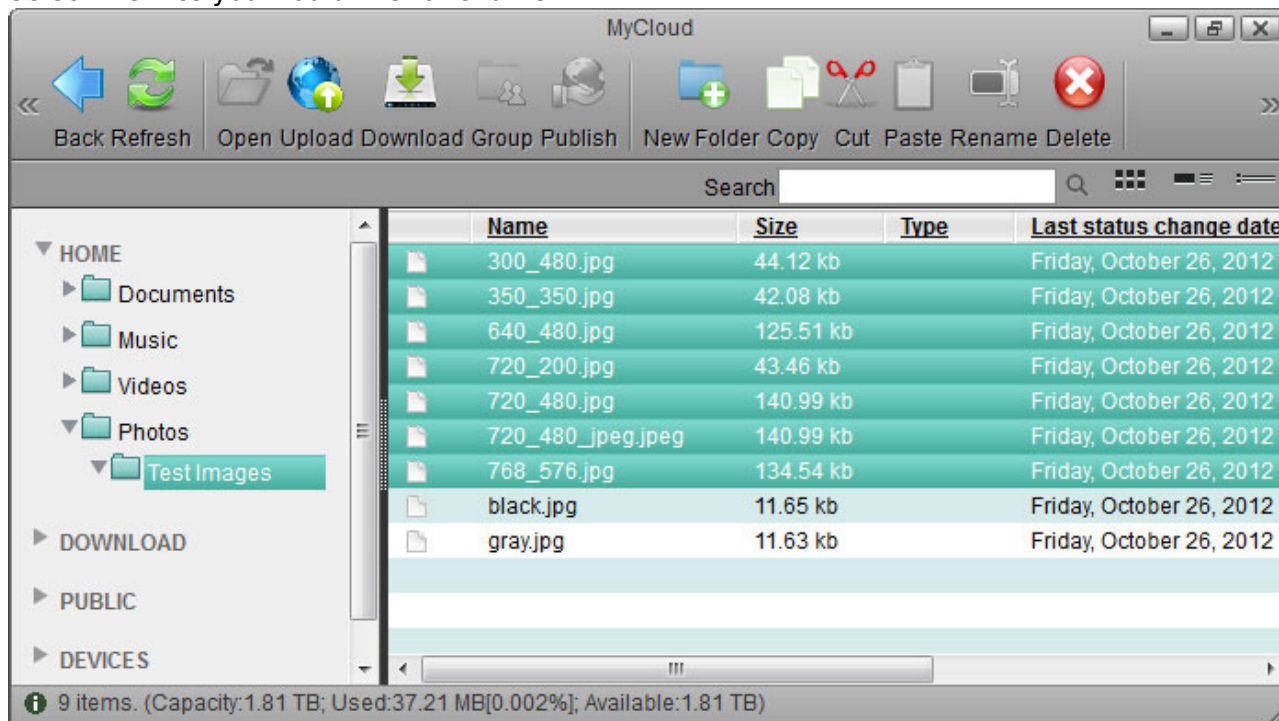 MyCloud
Back Refresh Open Upload Download Group Publish New Folder Copy Cut Paste Rename Delete
Search
HOME
Documents
Music
Videos
Photos
Test Images
DOWNLOAD
PUBLIC
DEVICES
Name Size Type Last status change date
300_480.jpg 44.12 kb Friday, October 26, 2012
350_350.jpg 42.08 kb Friday, October 26, 2012
640_480.jpg 125.51 kb Friday, October 26, 2012
720_200.jpg 43.46 kb Friday, October 26, 2012
720_480.jpg 140.99 kb Friday, October 26, 2012
720_480_jpeg.jpeg 140.99 kb Friday, October 26, 2012
768_576.jpg 134.54 kb Friday, October 26, 2012
black.jpg 11.65 kb Friday, October 26, 2012
gray.jpg 11.63 kb Friday, October 26, 2012
9 items. (Capacity:1.81 TB; Used:37.21 MB[0.002%]; Available:1.81 TB)